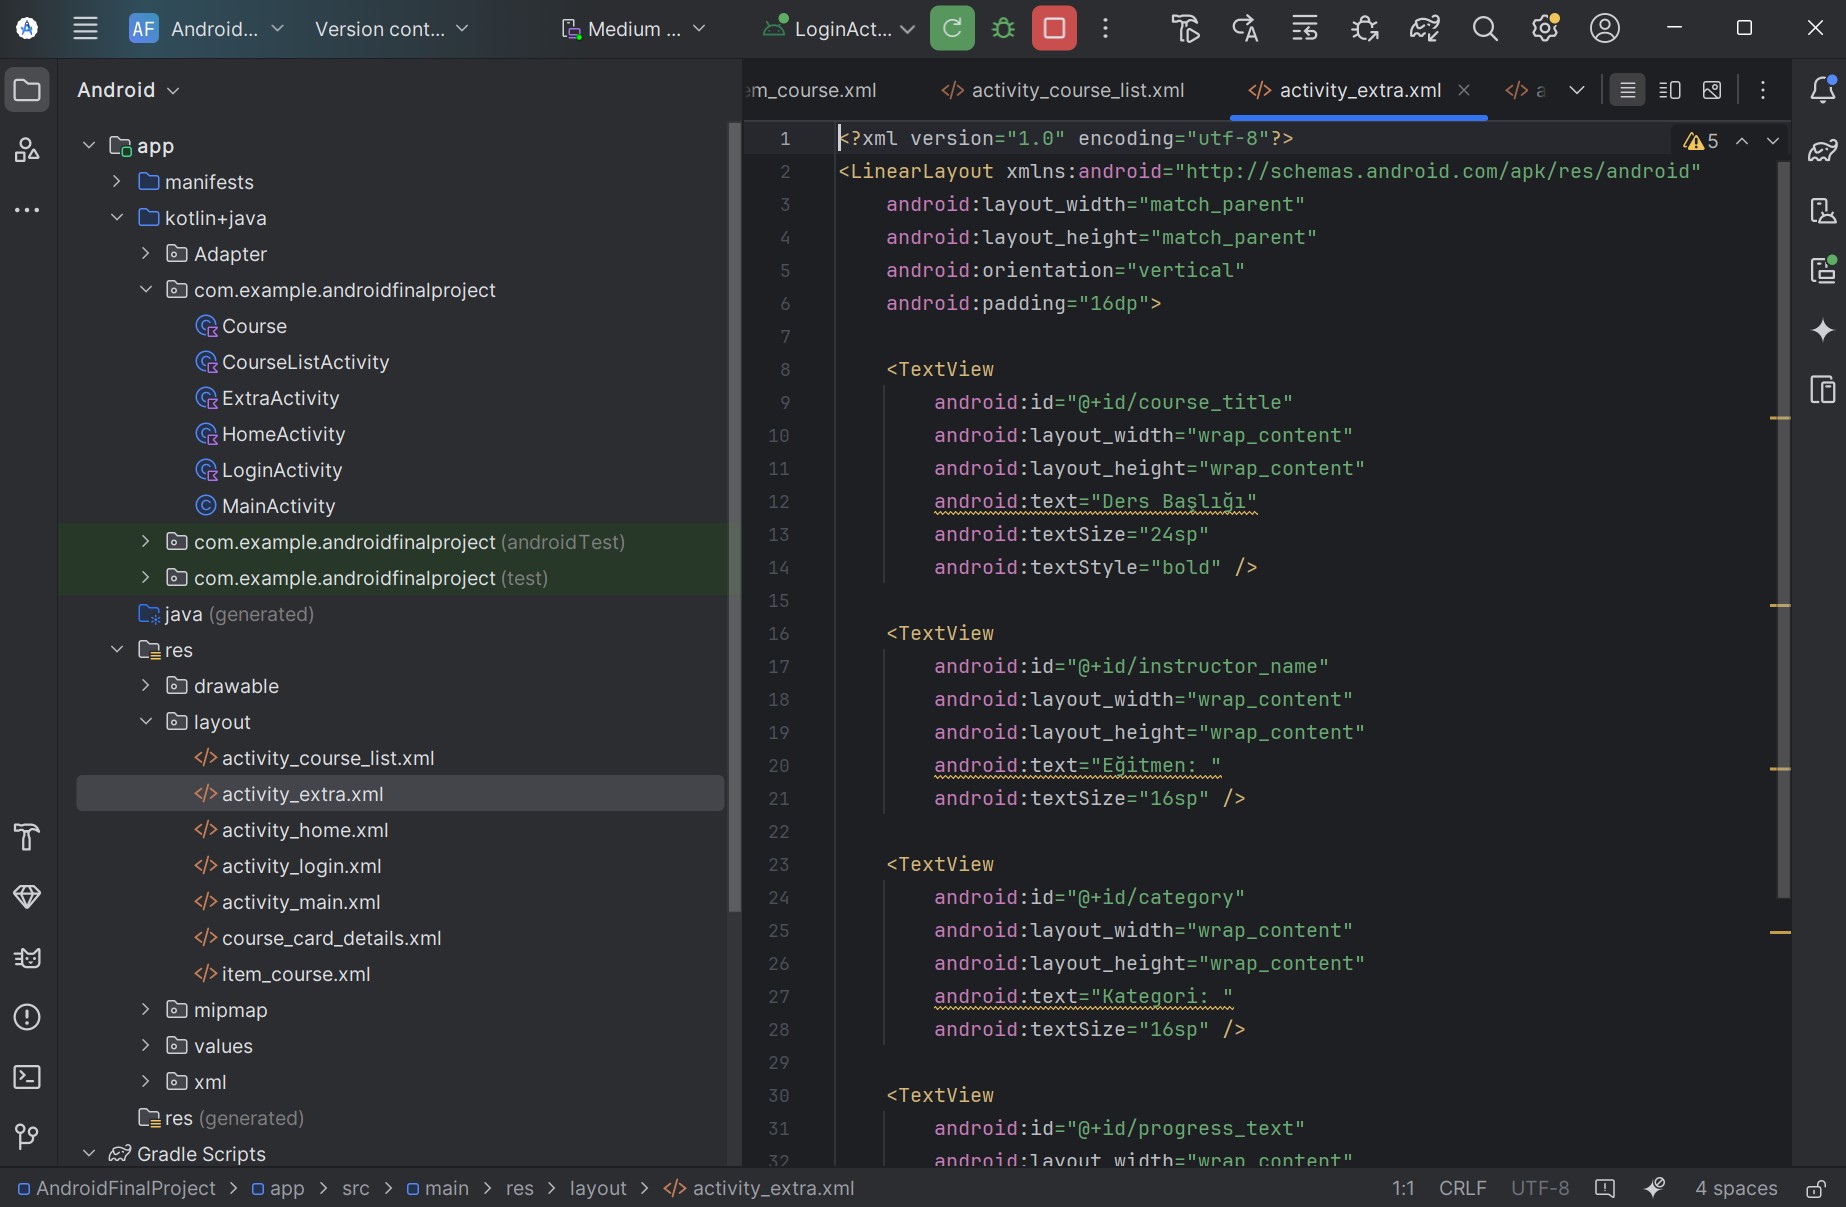 AF Android... Version cont... Medium ... LoginAct...
Android
app
manifests
kotlin+java
Adapter
com.example.androidfinalproject
Course
CourseListActivity
ExtraActivity
HomeActivity
LoginActivity
MainActivity
com.example.androidfinalproject (androidTest)
com.example.androidfinalproject (test)
java (generated)
res
drawable
layout
activity_course_list.xml
activity_extra.xml
activity_home.xml
activity_login.xml
activity_main.xml
course_card_details.xml
item_course.xml
mipmap
values
xml
res (generated)
Gradle Scripts
em_course.xml </> activity_course_list.xml </> activity_extra.xml </> a
5
1 <?xml version="1.0" encoding="utf-8"?>
2 <LinearLayout xmlns:android="http://schemas.android.com/apk/res/android"
3 android:layout_width="match_parent"
4 android:layout_height="match_parent"
5 android:orientation="vertical"
6 android:padding="16dp">
7
8 <TextView
9 android:id="@+id/course_title"
10 android:layout_width="wrap_content"
11 android:layout_height="wrap_content"
12 android:text="Ders Başlığı"
13 android:textSize="24sp"
14 android:textStyle="bold" />
15
16 <TextView
17 android:id="@+id/instructor_name"
18 android:layout_width="wrap_content"
19 android:layout_height="wrap_content"
20 android:text="Eğitmen: "
21 android:textSize="16sp" />
22
23 <TextView
24 android:id="@+id/category"
25 android:layout_width="wrap_content"
26 android:layout_height="wrap_content"
27 android:text="Kategori: "
28 android:textSize="16sp" />
29
30 <TextView
31 android:id="@+id/progress_text"
32 android:layout_width="wrap_content"
AndroidFinalProject > app > src > main > res > layout > </> activity_extra.xml
1:1 CRLF UTF-8 4 spaces